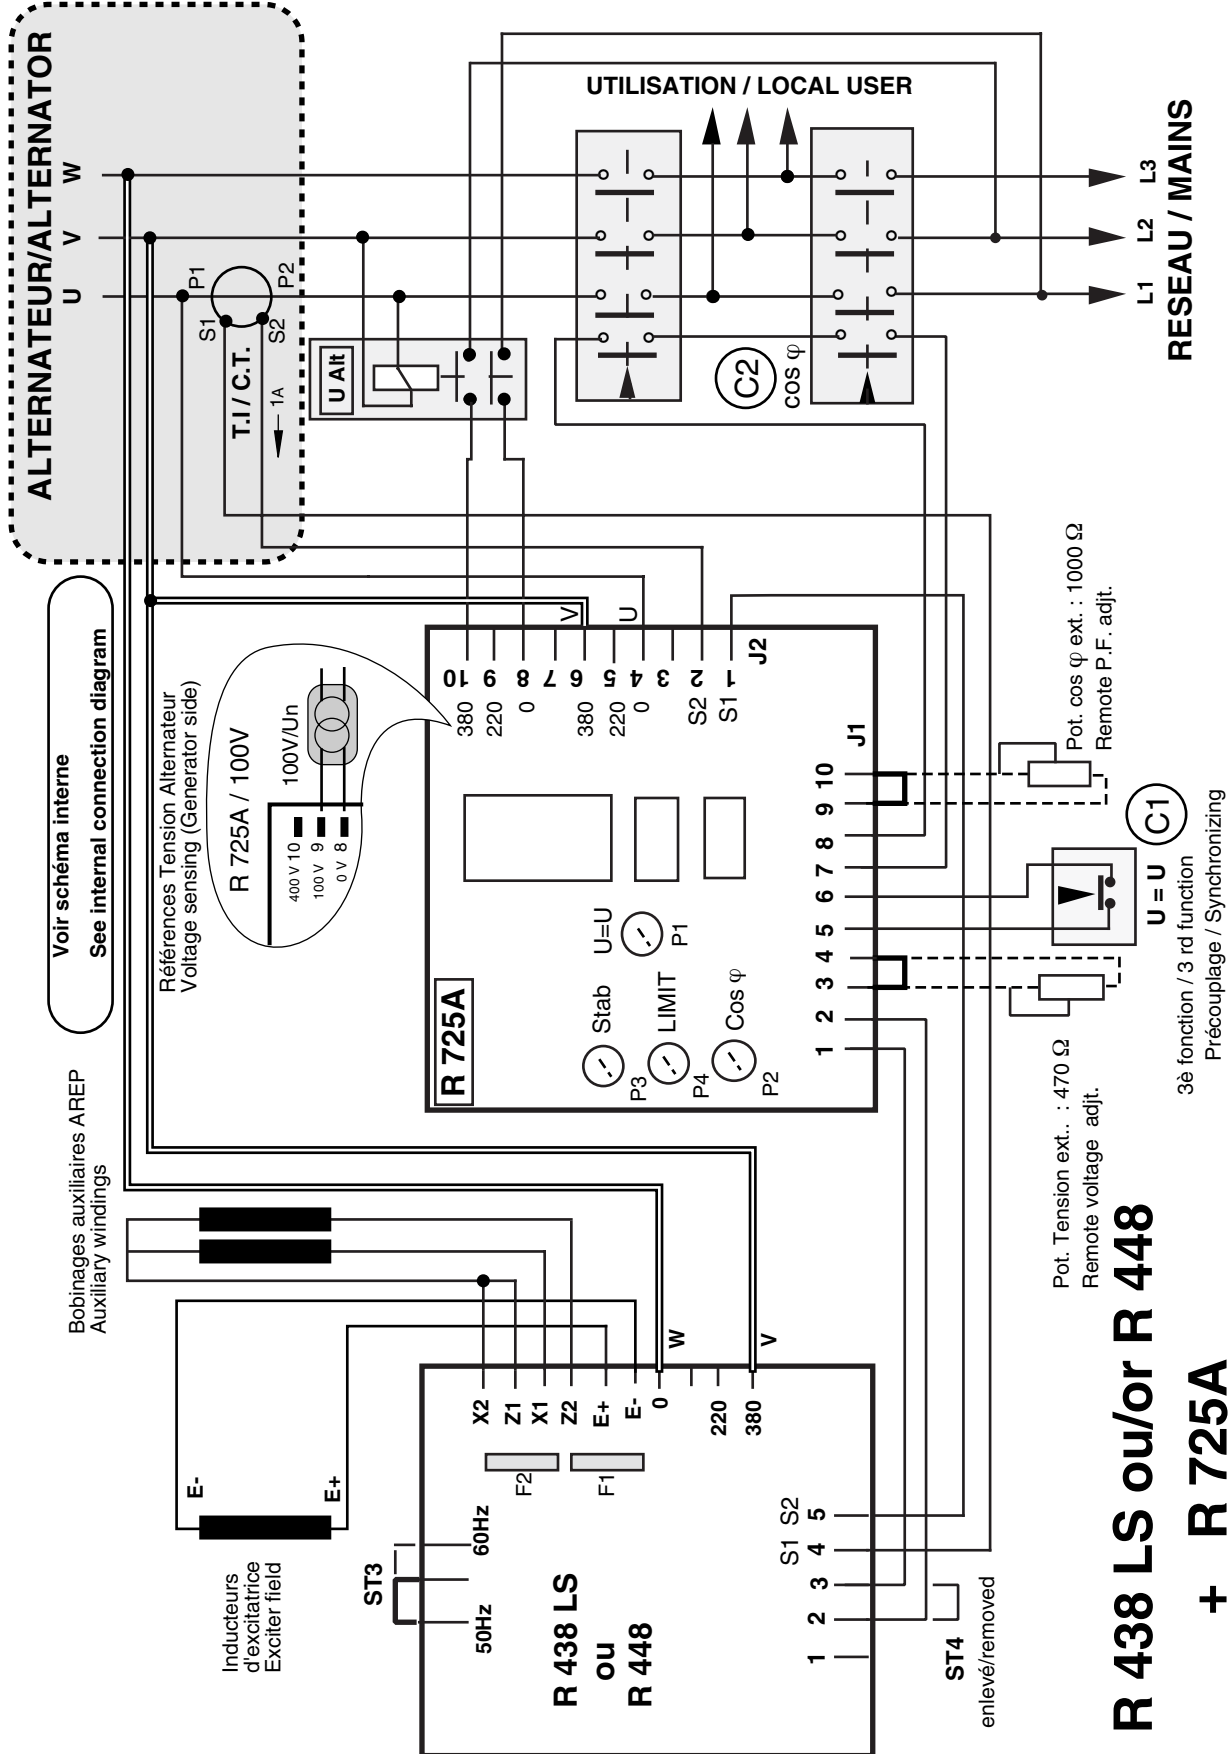 ALTERNATEUR/ALTERNATOR
U
V
W
P1
P2
S1
S2
T.I / C.T.
1A
U Alt
UTILISATION / LOCAL USER
C2
cos φ
L1
L2
L3
RESEAU / MAINS
Voir schéma interne
See internal connection diagram
Références Tension Alternateur
Voltage sensing (Generator side)
R 725A / 100V
100V/Un
400 V 10
100 V 9
0 V 8
R 725A
Stab
P3
LIMIT
P4
Cos φ
P2
U=U
P1
V
U
10
9
8
7
6
5
4
3
2
1
380
220
0
380
220
0
S2
S1
J2
J1
1
2
3
4
5
6
7
8
9
10
Pot. cos φ ext. : 1000 Ω
Remote P.F. adjt.
C1
U = U
3è fonction / 3 rd function
Précouplage / Synchronizing
Pot. Tension ext.. : 470 Ω
Remote voltage adjt.
Bobinages auxiliaires AREP
Auxiliary windings
Inducteurs
d'excitatrice
Exciter field
E-
E+
ST3
50Hz
60Hz
X2
Z1
X1
Z2
E+
E-
0
220
380
W
V
F2
F1
R 438 LS
ou
R 448
S1
S2
1
2
3
4
5
ST4
enlevé/removed
R 438 LS ou/or R 448
+ R 725A